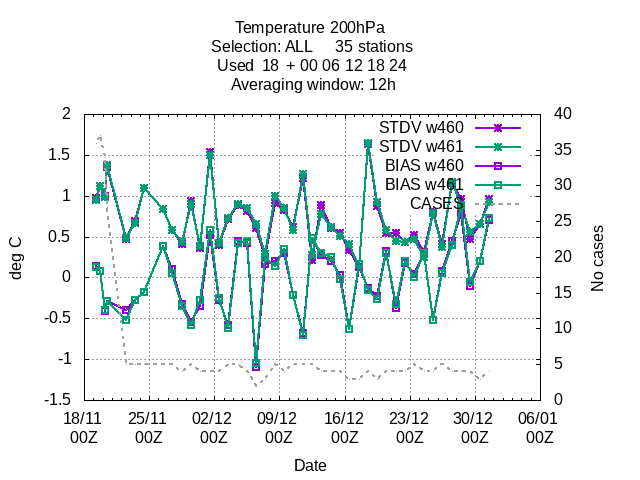 Temperature 200hPa
Selection: ALL 35 stations
Used 18 + 00 06 12 18 24
Averaging window: 12h
2
1.5
1
0.5
0
-0.5
-1
-1.5
deg C
40
35
30
25
20
15
10
5
0
No cases
STDV w460
STDV w461
BIAS w460
BIAS w461
CASES
18/11 25/11 02/12 09/12 16/12 23/12 30/12 06/01
00Z 00Z 00Z 00Z 00Z 00Z 00Z 00Z
Date